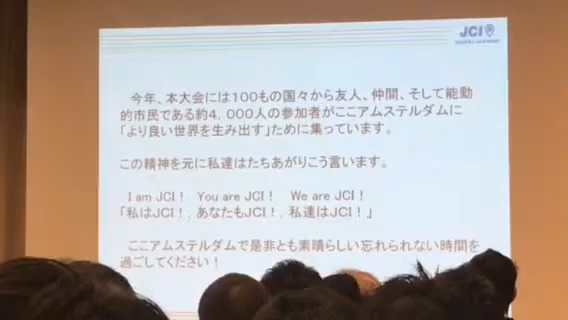 JCI
今年、本大会には100もの国々から友人、仲間、そして能動
的市民である約4,000人の参加者がここアムステルダムに
「より良い世界を生み出す」ために集っています。
この精神を元に私達はたちあがりこう言います。
I am JCI! You are JCI! We are JCI!
「私はJCI!, あなたもJCI!, 私達はJCI!」
ここアムステルダムで是非とも素晴らしい忘れられない時間を
過ごしてください!